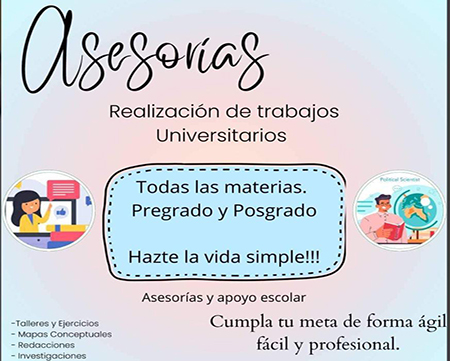 Asesorías
Realización de trabajos
Universitarios
Political Science
Todas las materias.
Pregrado y Posgrado
Hazte la vida simple!!!
Asesorías y apoyo escolar
-Talleres y Ejercicios
- Mapas Conceptuales
- Redacciones
- Investigaciones
Cumpla tu meta de forma ágil
fácil y profesional.